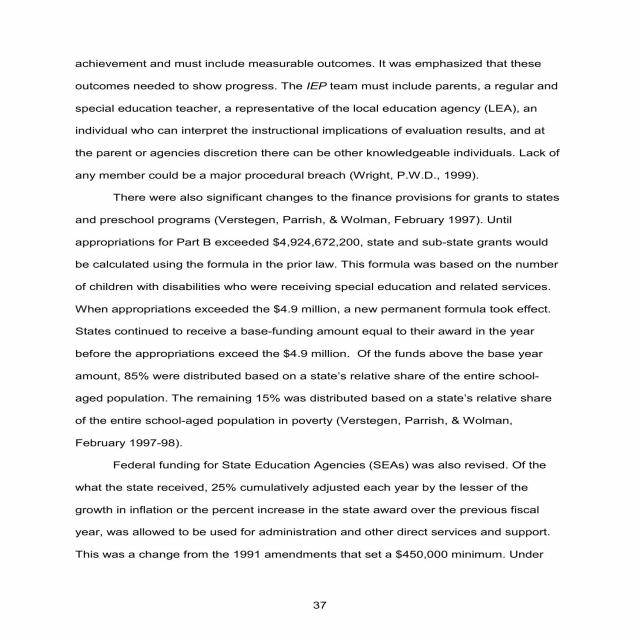 achievement and must include measurable outcomes. It was emphasized that these
outcomes needed to show progress. The IEP team must include parents, a regular and
special education teacher, a representative of the local education agency (LEA), an
individual who can interpret the instructional implications of evaluation results, and at
the parent or agencies discretion there can be other knowledgeable individuals. Lack of
any member could be a major procedural breach (Wright, P.W.D., 1999).
There were also significant changes to the finance provisions for grants to states
and preschool programs (Verstegen, Parrish, & Wolman, February 1997). Until
appropriations for Part B exceeded $4,924,672,200, state and sub-state grants would
be calculated using the formula in the prior law. This formula was based on the number
of children with disabilities who were receiving special education and related services.
When appropriations exceeded the $4.9 million, a new permanent formula took effect.
States continued to receive a base-funding amount equal to their award in the year
before the appropriations exceed the $4.9 million.  Of the funds above the base year
amount, 85% were distributed based on a state's relative share of the entire school-
aged population. The remaining 15% was distributed based on a state's relative share
of the entire school-aged population in poverty (Verstegen, Parrish, & Wolman,
February 1997-98).
Federal funding for State Education Agencies (SEAs) was also revised. Of the
what the state received, 25% cumulatively adjusted each year by the lesser of the
growth in inflation or the percent increase in the state award over the previous fiscal
year, was allowed to be used for administration and other direct services and support.
This was a change from the 1991 amendments that set a $450,000 minimum. Under
37